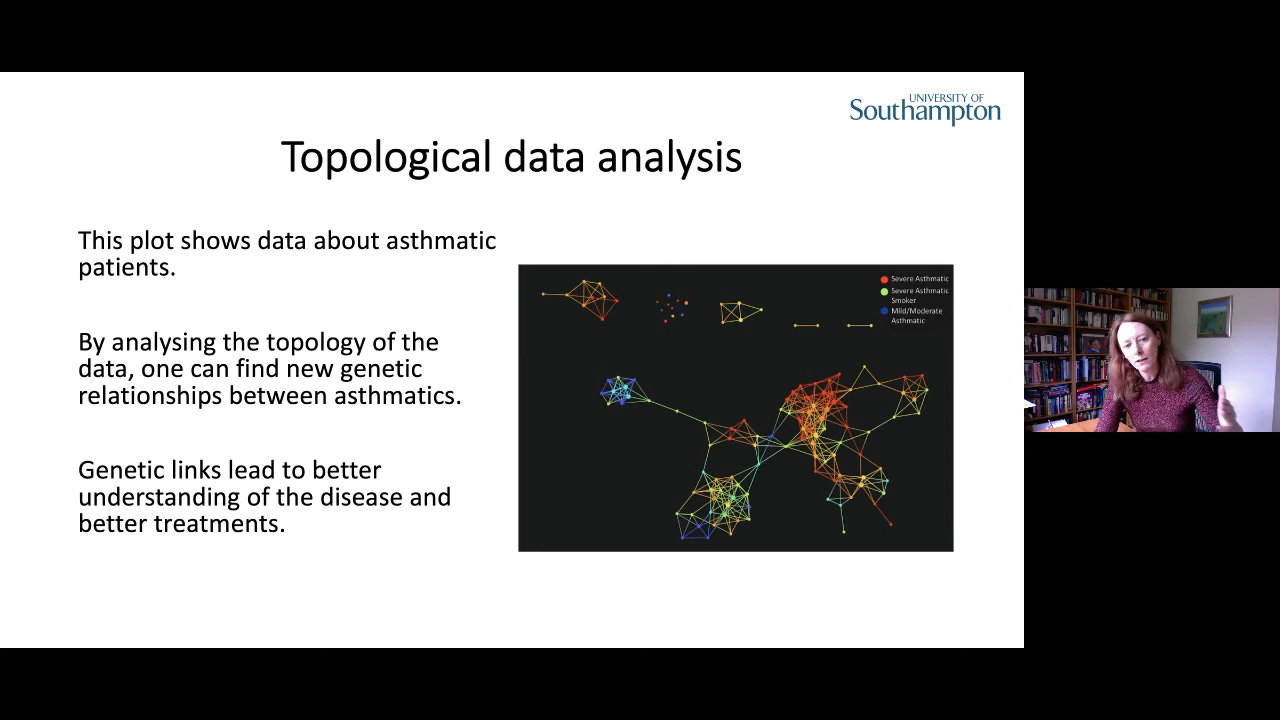 UNIVERSITY OF
Southampton
Topological data analysis
This plot shows data about asthmatic
patients.
By analysing the topology of the
data, one can find new genetic
relationships between asthmatics.
Genetic links lead to better
understanding of the disease and
better treatments.
Severe Asthmatic
Severe Asthmatic
Smoker
Mild/Moderate
Asthmatic